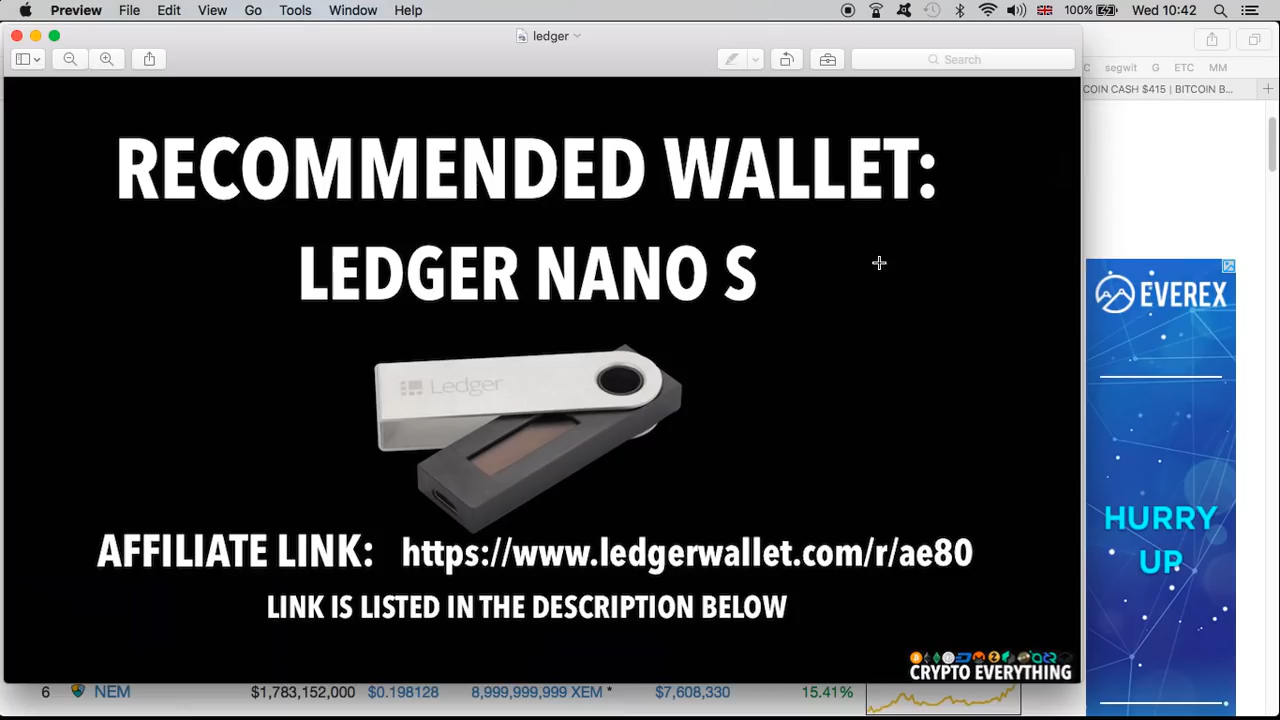 Preview File Edit View Go Tools Window Help 100% Wed 10:42
ledger
Search
C segwit G ETC MM
COIN CASH $415 | BITCOIN B...
RECOMMENDED WALLET:
LEDGER NANO S
Ledger
EVEREX
HURRY
UP
AFFILIATE LINK: https://www.ledgerwallet.com/r/ae80
LINK IS LISTED IN THE DESCRIPTION BELOW
CRYPTO EVERYTHING
6 NEM $1,783,152,000 $0.198128 8,999,999,999 XEM * $7,608,330 15.41%